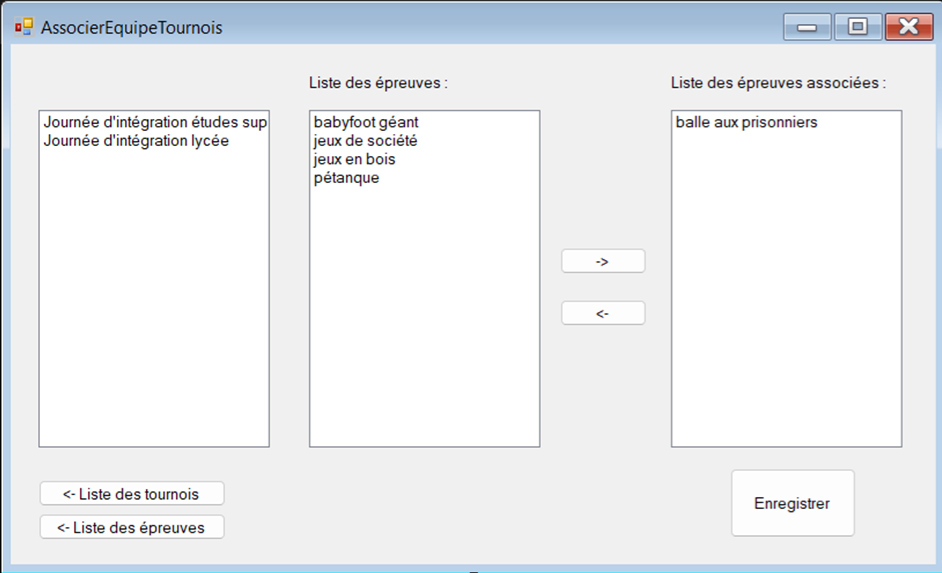 AssocierEquipeTournois
Liste des épreuves :
Liste des épreuves associées :
Journée d'intégration études sup
Journée d'intégration lycée
babyfoot géant
jeux de société
jeux en bois
pétanque
balle aux prisonniers
->
<-
<- Liste des tournois
<- Liste des épreuves
Enregistrer